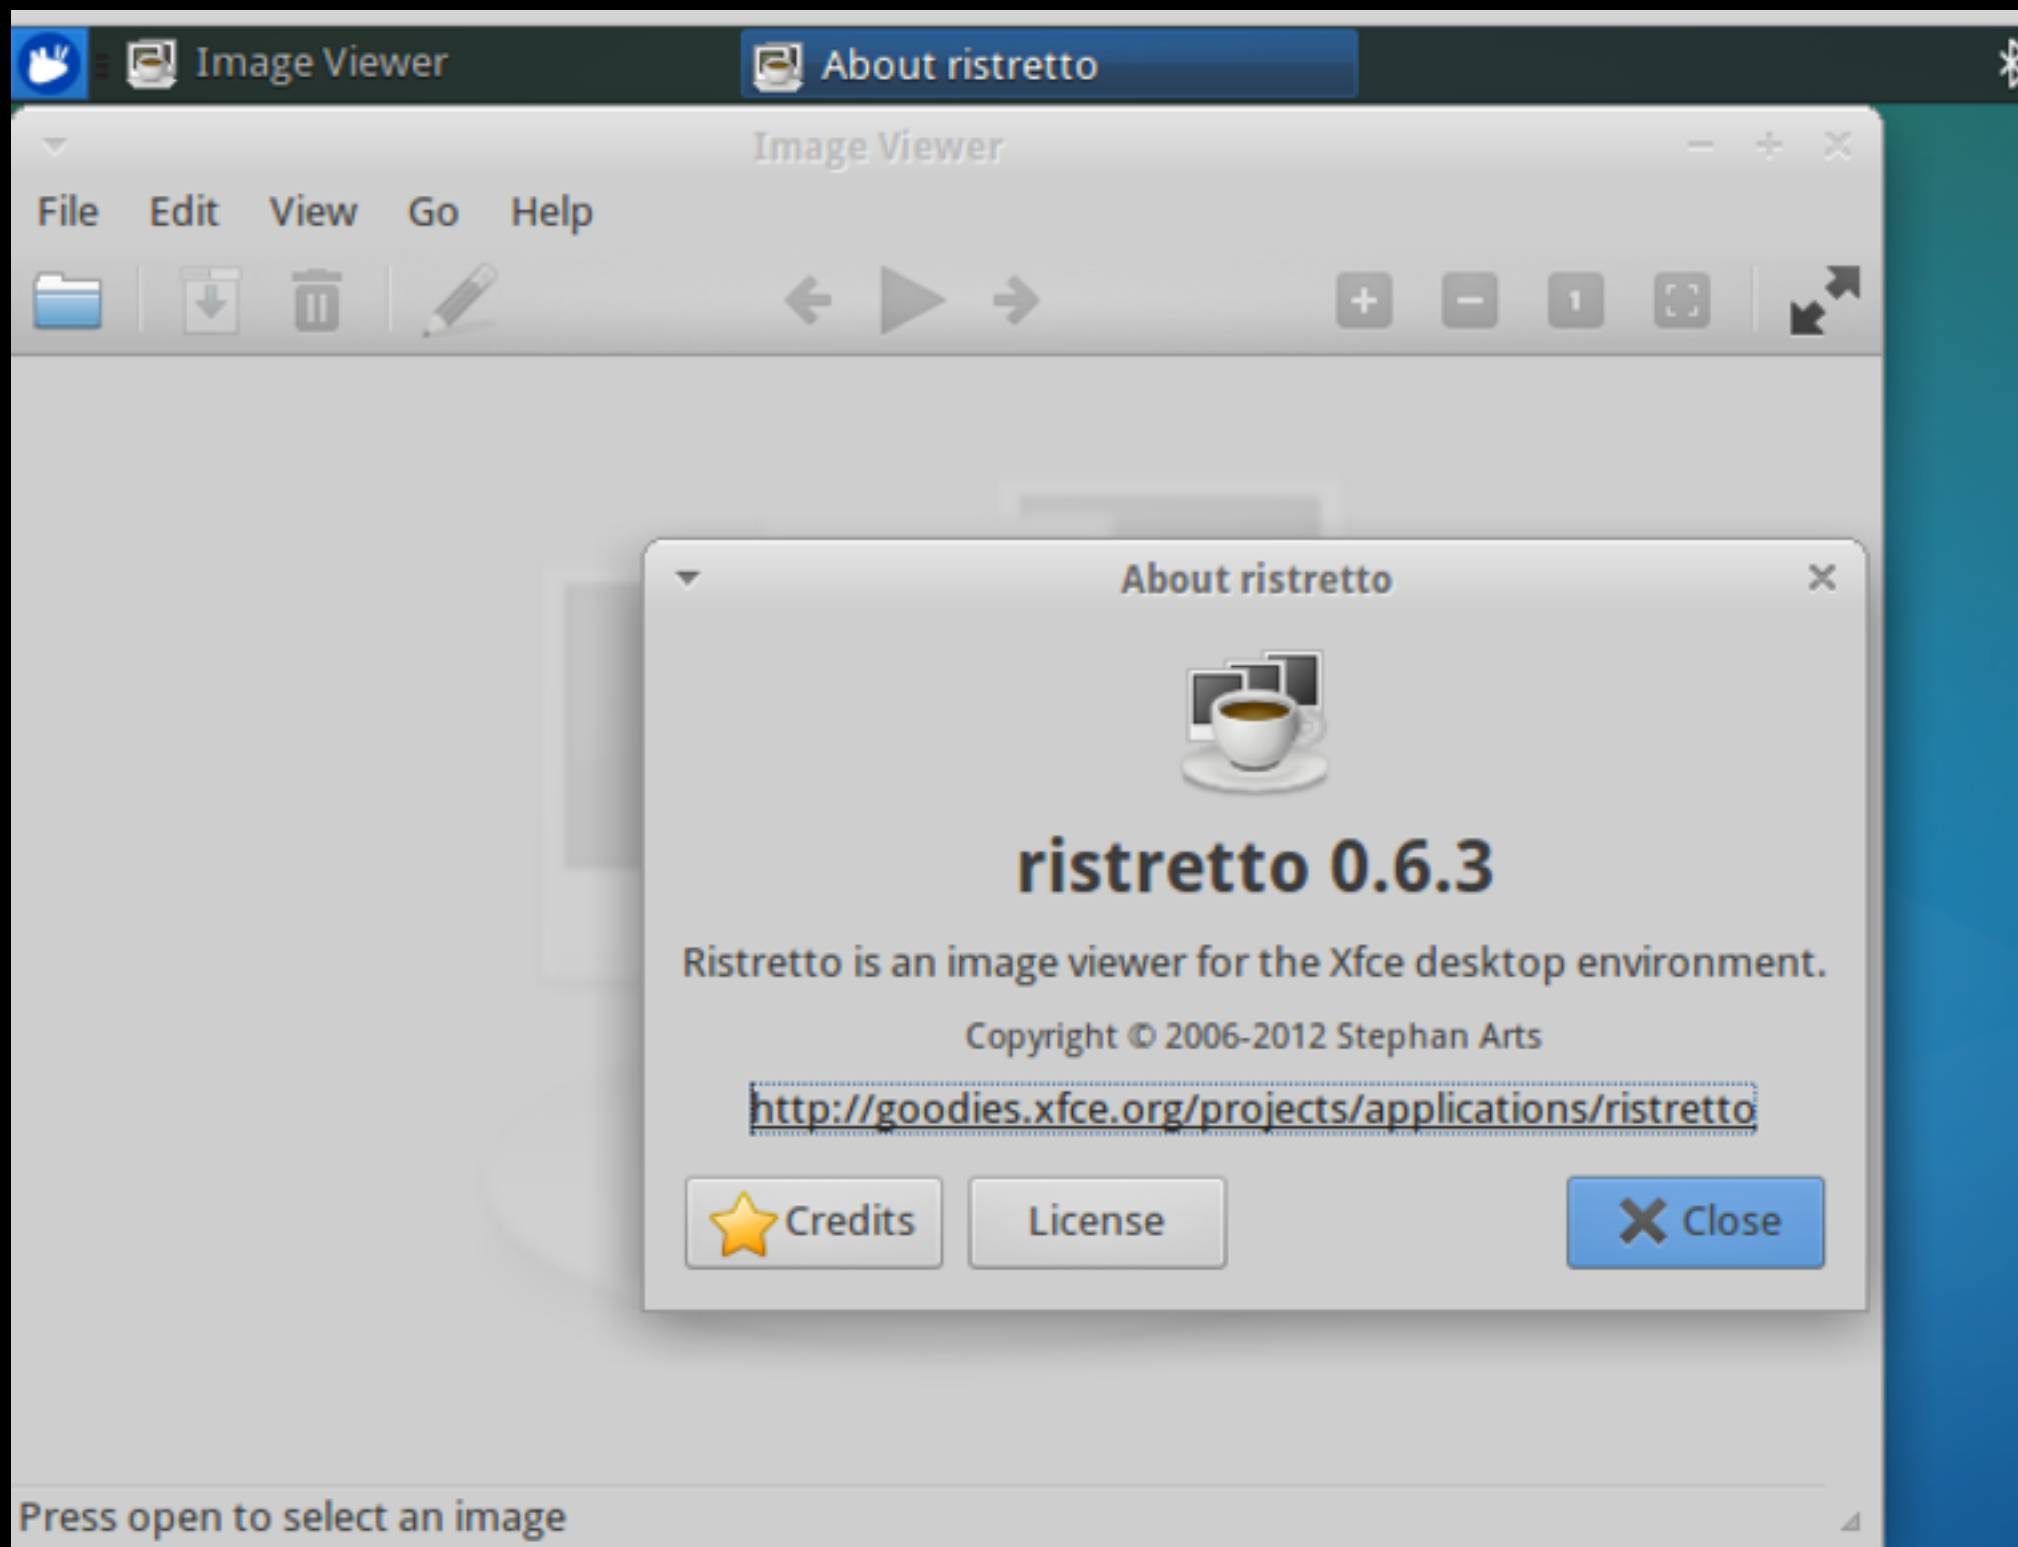 Image Viewer
About ristretto
Image Viewer
File Edit View Go Help
1
About ristretto
ristretto 0.6.3
Ristretto is an image viewer for the Xfce desktop environment.
Copyright © 2006-2012 Stephan Arts
http://goodies.xfce.org/projects/applications/ristretto
Credits License Close
Press open to select an image